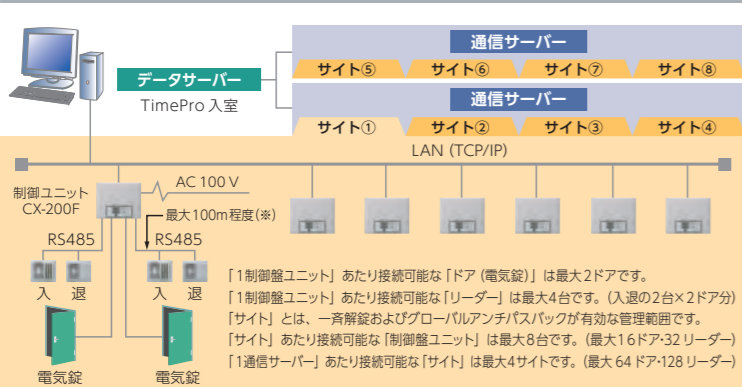 通信サーバー
サイト⑤ サイト⑥ サイト⑦ サイト⑧
データサーバー
TimePro 入室
通信サーバー
サイト① サイト② サイト③ サイト④
LAN (TCP/IP)
制御ユニット
CX-200F
AC 100 V
最大100m程度(※)
RS485 RS485
入 退 入 退
電気錠 電気錠
「1制御盤ユニット」あたり接続可能な「ドア(電気錠)」は最大2ドアです。
「1制御盤ユニット」あたり接続可能な「リーダー」は最大4台です。(入退の2台×2ドア分)
「サイト」とは、一斉解錠およびグローバルアンチパスバックが有効な管理範囲です。
「サイト」あたり接続可能な「制御盤ユニット」は最大8台です。(最大16ドア・32リーダー)
「1通信サーバー」あたり接続可能な「サイト」は最大4サイトです。(最大 64 ドア・128 リーダー)